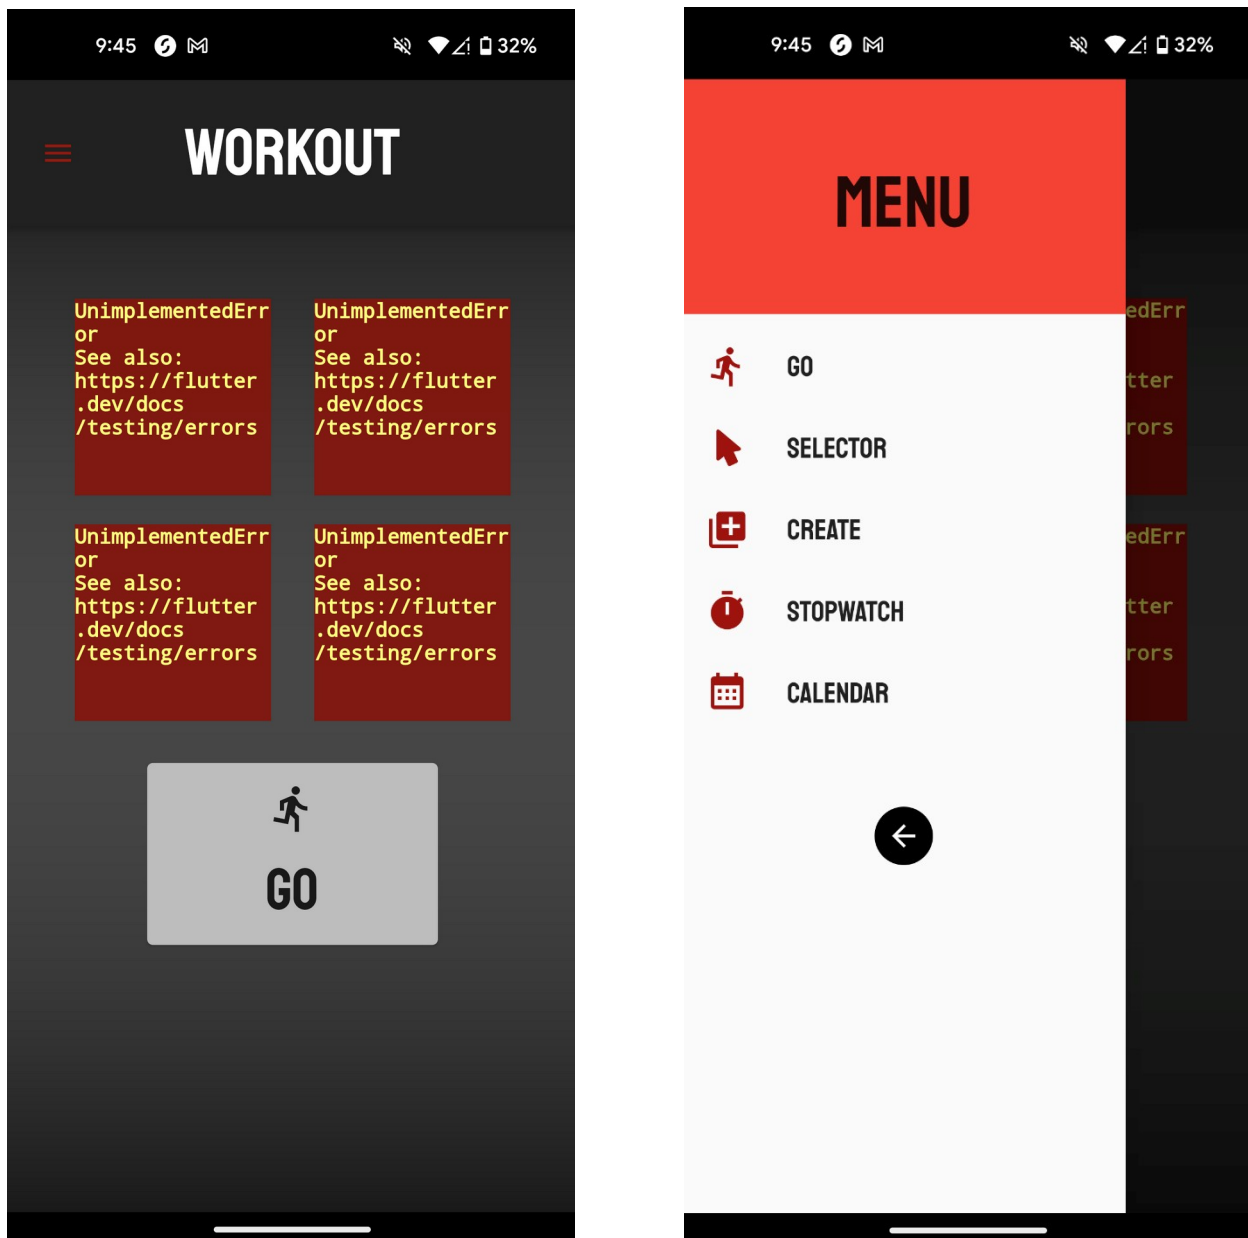 9:45
32%
WORKOUT
UnimplementedErr
or
See also:
https://flutter
.dev/docs
/testing/errors
UnimplementedErr
or
See also:
https://flutter
.dev/docs
/testing/errors
UnimplementedErr
or
See also:
https://flutter
.dev/docs
/testing/errors
UnimplementedErr
or
See also:
https://flutter
.dev/docs
/testing/errors
GO
9:45
32%
MENU
GO
SELECTOR
CREATE
STOPWATCH
CALENDAR
edErr
tter
rors
edErr
tter
rors